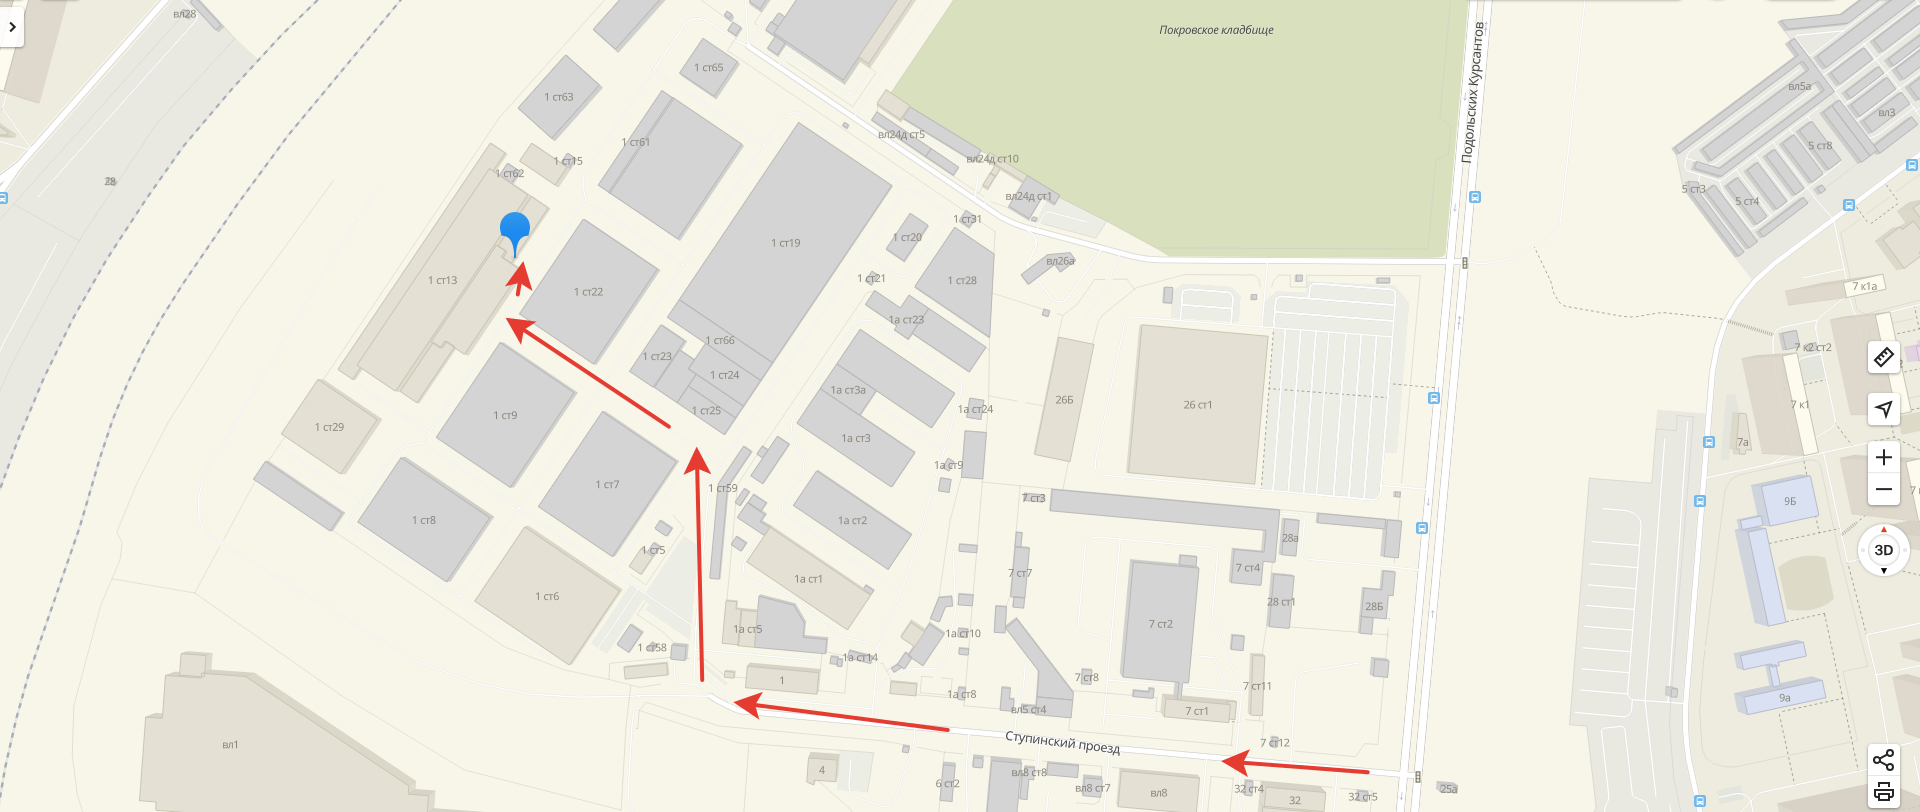 вл28
Покровское кладбище
Подольских Курсантов
1 ст65
1 ст63
вл5а
вл3
1 ст61
вл24д ст5
5 ст8
1 ст15
вл24д ст10
1 ст62
28
5 ст3
вл24д ст1
5 ст4
1 ст31
1 ст20
1 ст19
вл26а
1 ст13
1 ст21
1 ст28
7 к1а
1 ст22
1а ст23
1 ст66
7 к2 ст2
1 ст23
1 ст24
1а ст3а
26Б
26 ст1
7 к1
1 ст25
1а ст24
1 ст9
1 ст29
1а ст3
7а
1а ст9
1 ст7
1 ст59
7 ст3
9Б
1 ст8
1а ст2
28а
1 ст5
3D
7 ст4
7 ст7
1а ст1
1 ст6
28 ст1
28Б
7 ст2
1а ст5
1а ст10
1 ст58
1а ст14
1
7 ст8
7 ст11
1а ст8
9а
вл5 ст4
7 ст1
Ступинский проезд
вл1
7 ст12
4
вл8 ст8
6 ст2
вл8 ст7
вл8
32 ст4
32
32 ст5
25а